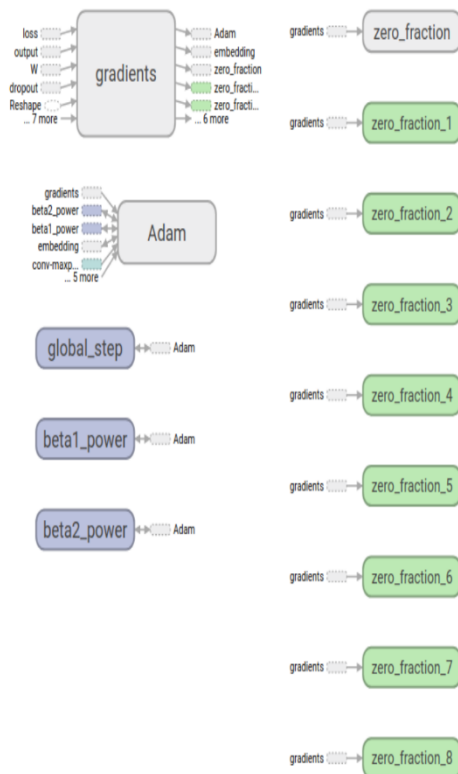 loss
output
W
dropout
Reshape
... 7 more
gradients
Adam
embedding
zero_fraction
zero_fracti...
zero_fracti...
... 6 more
gradients
beta2_power
beta1_power
embedding
conv-maxp...
... 5 more
Adam
global_step
Adam
beta1_power
Adam
beta2_power
Adam
gradients
zero_fraction
gradients
zero_fraction_1
gradients
zero_fraction_2
gradients
zero_fraction_3
gradients
zero_fraction_4
gradients
zero_fraction_5
gradients
zero_fraction_6
gradients
zero_fraction_7
gradients
zero_fraction_8